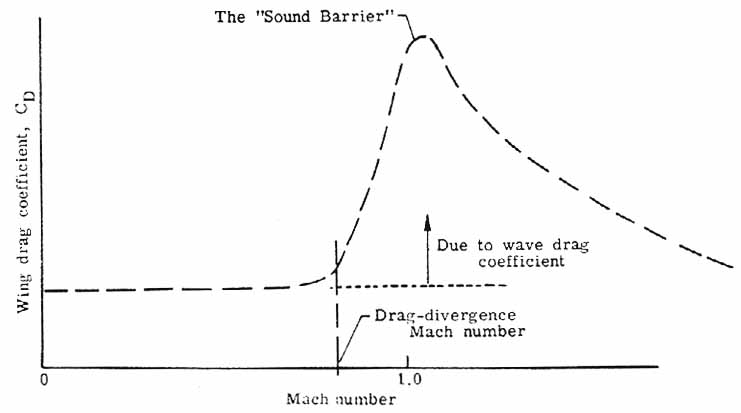 The "Sound Barrier"
Wing drag coefficient, CD
Due to wave drag
coefficient
Drag-divergence
Mach number
0
1.0
Mach number